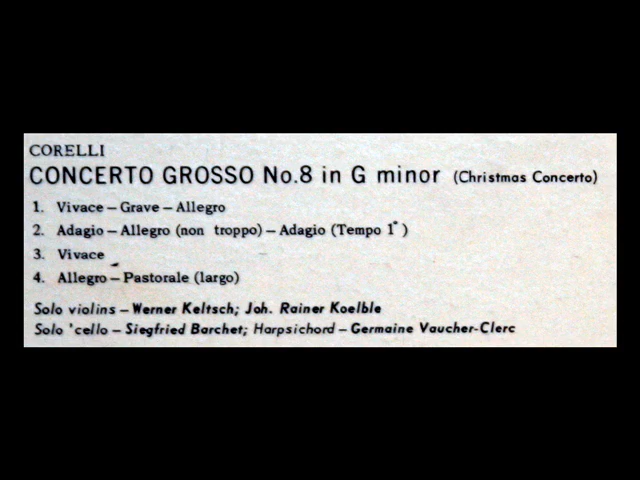 CORELLI
CONCERTO GROSSO No.8 in G minor (Christmas Concerto)
1. Vivace – Grave – Allegro
2. Adagio – Allegro (non troppo) – Adagio (Tempo 1°)
3. Vivace
4. Allegro – Pastorale (largo)
Solo violins – Werner Keltsch; Joh. Rainer Koelble
Solo 'cello – Siegfried Barchet; Harpsichord – Germaine Vaucher-Clerc